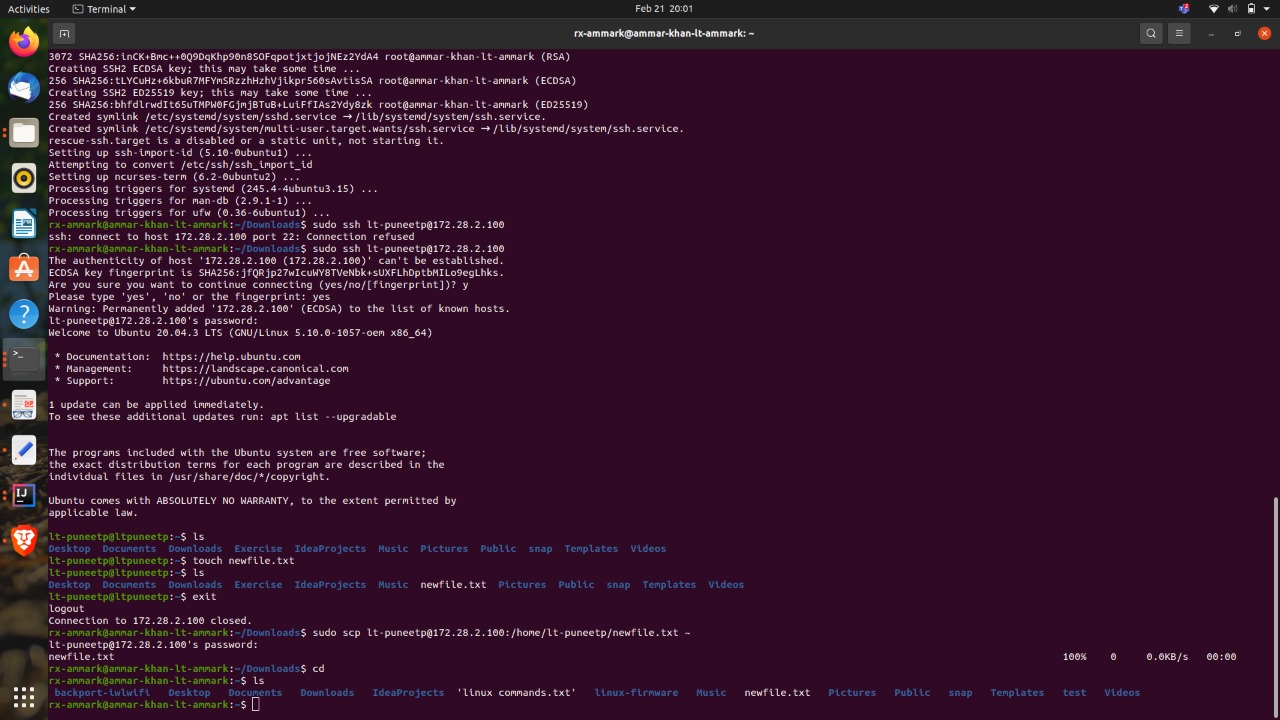 Activities Terminal Feb 21 20:01
rx-ammark@ammar-khan-lt-ammark: ~
3072 SHA256:inCK+Bmc++0Q9DqKhp90n8SOFqpotjxtjojNEz2YdA4 root@ammar-khan-lt-ammark (RSA)
Creating SSH2 ECDSA key; this may take some time ...
256 SHA256:tLYCuHz+6kbuR7MFYmSRzzhHzhVjikpr560sAvtisSA root@ammar-khan-lt-ammark (ECDSA)
Creating SSH2 ED25519 key; this may take some time ...
256 SHA256:bhfdlrwdIt65uTMPW0FGjmjBTuB+LuiFfIAs2Ydy8zk root@ammar-khan-lt-ammark (ED25519)
Created symlink /etc/systemd/system/sshd.service → /lib/systemd/system/ssh.service.
Created symlink /etc/systemd/system/multi-user.target.wants/ssh.service → /lib/systemd/system/ssh.service.
rescue-ssh.target is a disabled or a static unit, not starting it.
Setting up ssh-import-id (5.10-0ubuntu1) ...
Attempting to convert /etc/ssh/ssh_import_id
Setting up ncurses-term (6.2-0ubuntu2) ...
Processing triggers for systemd (245.4-4ubuntu3.15) ...
Processing triggers for man-db (2.9.1-1) ...
Processing triggers for ufw (0.36-6ubuntu1) ...
rx-ammark@ammar-khan-lt-ammark:~/Downloads$ sudo ssh lt-puneetp@172.28.2.100
ssh: connect to host 172.28.2.100 port 22: Connection refused
rx-ammark@ammar-khan-lt-ammark:~/Downloads$ sudo ssh lt-puneetp@172.28.2.100
The authenticity of host '172.28.2.100 (172.28.2.100)' can't be established.
ECDSA key fingerprint is SHA256:jfQRjp27wIcuWY8TVeNbk+sUXFLhDptbMILo9egLhks.
Are you sure you want to continue connecting (yes/no/[fingerprint])? y
Please type 'yes', 'no' or the fingerprint: yes
Warning: Permanently added '172.28.2.100' (ECDSA) to the list of known hosts.
lt-puneetp@172.28.2.100's password:
Welcome to Ubuntu 20.04.3 LTS (GNU/Linux 5.10.0-1057-oem x86_64)
* Documentation: https://help.ubuntu.com
* Management: https://landscape.canonical.com
* Support: https://ubuntu.com/advantage
1 update can be applied immediately.
To see these additional updates run: apt list --upgradable
The programs included with the Ubuntu system are free software;
the exact distribution terms for each program are described in the
individual files in /usr/share/doc/*/copyright.
Ubuntu comes with ABSOLUTELY NO WARRANTY, to the extent permitted by
applicable law.
lt-puneetp@ltpuneetp:~$ ls
Desktop Documents Downloads Exercise IdeaProjects Music Pictures Public snap Templates Videos
lt-puneetp@ltpuneetp:~$ touch newfile.txt
lt-puneetp@ltpuneetp:~$ ls
Desktop Documents Downloads Exercise IdeaProjects Music newfile.txt Pictures Public snap Templates Videos
lt-puneetp@ltpuneetp:~$ exit
logout
Connection to 172.28.2.100 closed.
rx-ammark@ammar-khan-lt-ammark:~/Downloads$ sudo scp lt-puneetp@172.28.2.100:/home/lt-puneetp/newfile.txt ~
lt-puneetp@172.28.2.100's password:
newfile.txt 100% 0 0.0KB/s 00:00
rx-ammark@ammar-khan-lt-ammark:~/Downloads$ cd
rx-ammark@ammar-khan-lt-ammark:~$ ls
backport-iwlwifi Desktop Documents Downloads IdeaProjects 'linux commands.txt' linux-firmware Music newfile.txt Pictures Public snap Templates test Videos
rx-ammark@ammar-khan-lt-ammark:~$